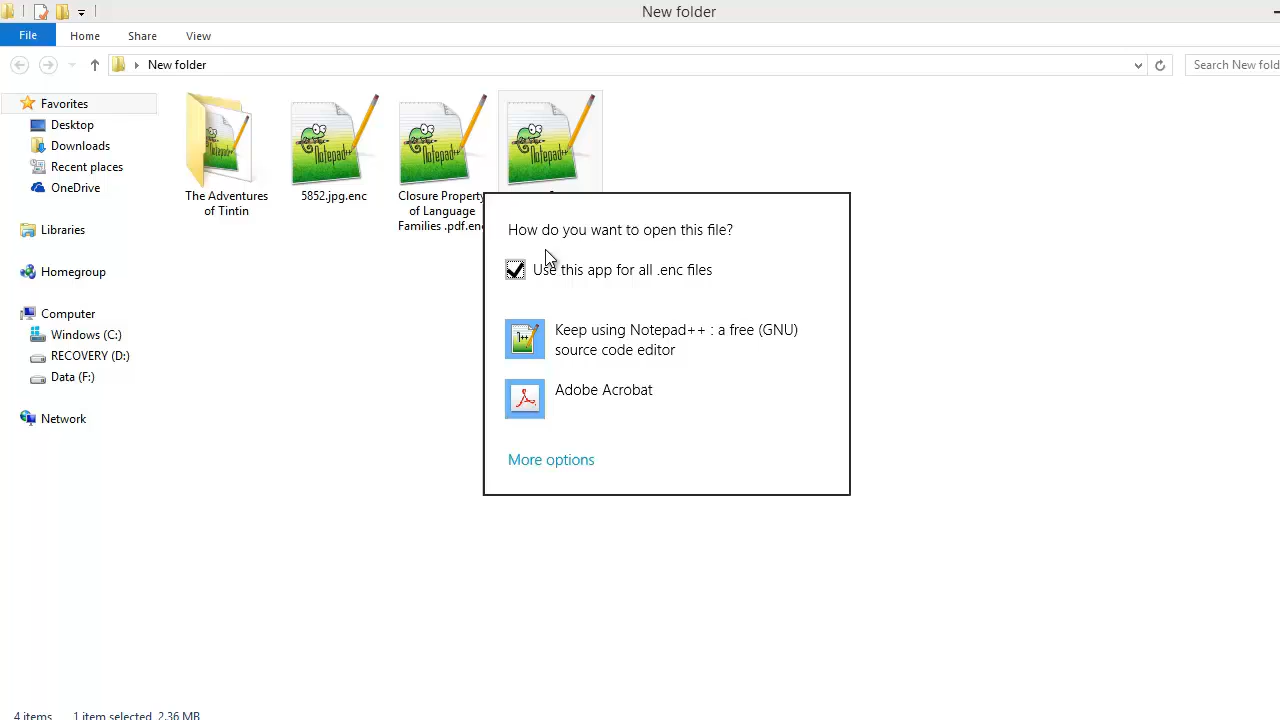 New folder
File
Home
Share
View
New folder
Search New fold
Favorites
Desktop
Downloads
Recent places
OneDrive
Libraries
Homegroup
Computer
Windows (C:)
RECOVERY (D:)
Data (F:)
Network
The Adventures
of Tintin
5852.jpg.enc
Closure Property
of Language
Families .pdf.enc
Notepad++
Notepad++
Notepad++
How do you want to open this file?
Use this app for all .enc files
Keep using Notepad++ : a free (GNU)
source code editor
Adobe Acrobat
More options
4 items
1 item selected 2.36 MB